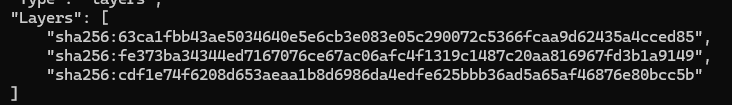 "Type": "layers",
"Layers": [
"sha256:63ca1fbb43ae5034640e5e6cb3e083e05c290072c5366fcaa9d62435a4cced85",
"sha256:fe373ba34344ed7167076ce67ac06afc4f1319c1487c20aa816967fd3b1a9149",
"sha256:cdf1e74f6208d653aeaa1b8d6986da4edfe625bbb36ad5a65af46876e80bcc5b"
]